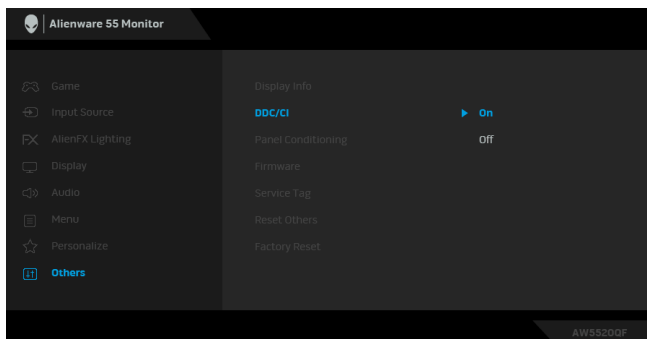 Alienware 55 Monitor
Game
Display Info
Input Source
DDC/CI
On
FX AlienFX Lighting
Panel Conditioning
Off
Display
Firmware
Audio
Service Tag
Menu
Reset Others
Personalize
Factory Reset
Others
AW5520QF